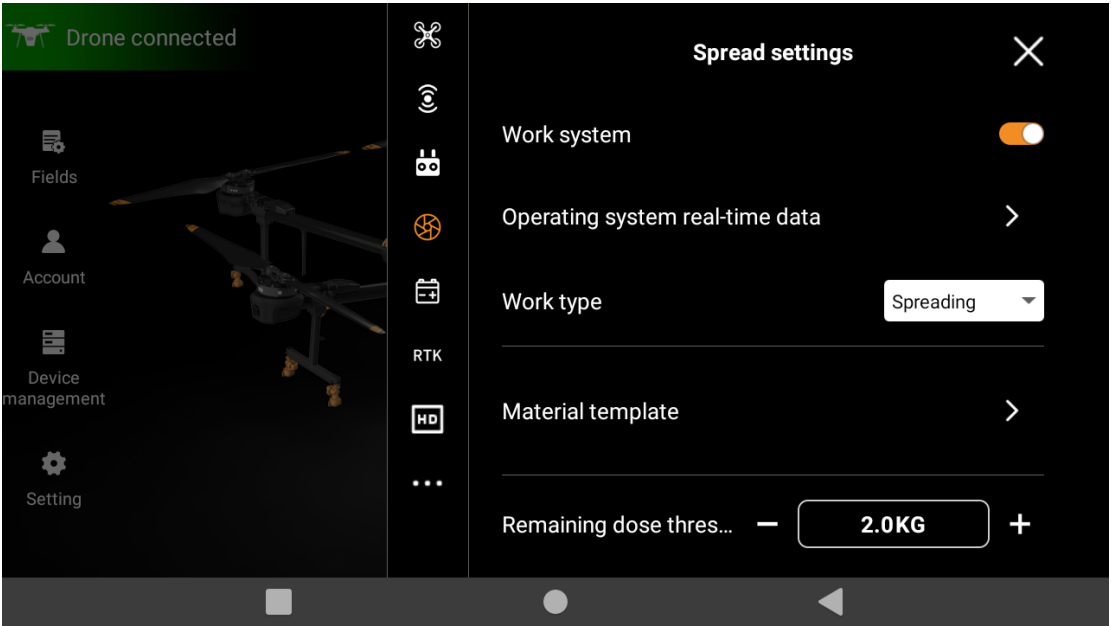 Drone connected
Fields
Account
Device
management
Setting
RTK
HD
Spread settings
Work system
Operating system real-time data
Work type
Spreading
Material template
Remaining dose thres...
2.0KG